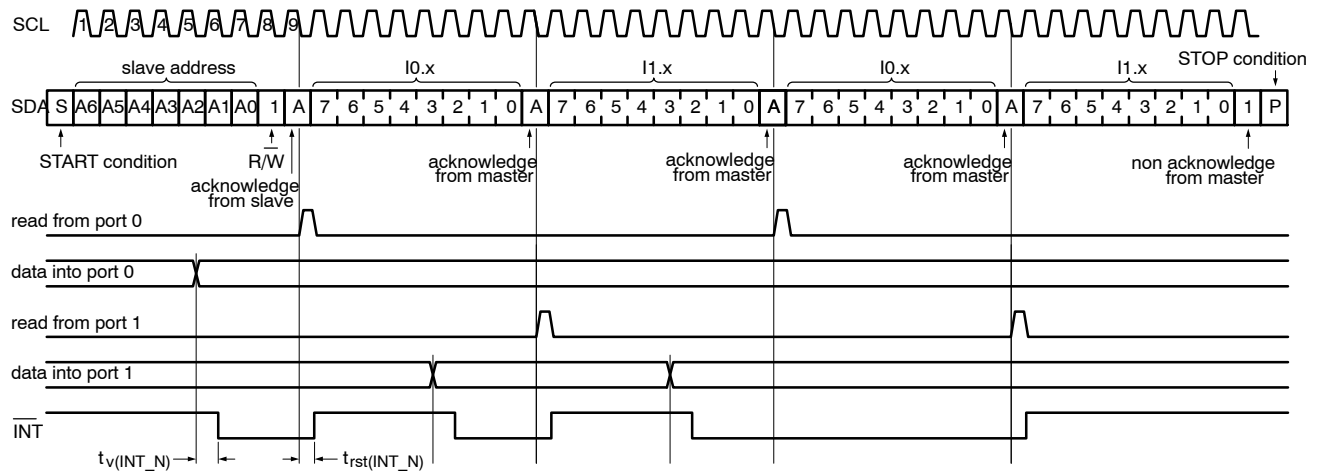 SCL 1 2 3 4 5 6 7 8 9
STOP condition
slave address I0.x I1.x I0.x I1.x
SDA S A6 A5 A4 A3 A2 A1 A0 1 A 7 6 5 4 3 2 1 0 A 7 6 5 4 3 2 1 0 A 7 6 5 4 3 2 1 0 A 7 6 5 4 3 2 1 0 1 P
START condition R/W̅ acknowledge from slave
acknowledge from master
acknowledge from master
acknowledge from master
non acknowledge from master
read from port 0
data into port 0
read from port 1
data into port 1
I̅N̅T̅
tv(INT_N) trst(INT_N)